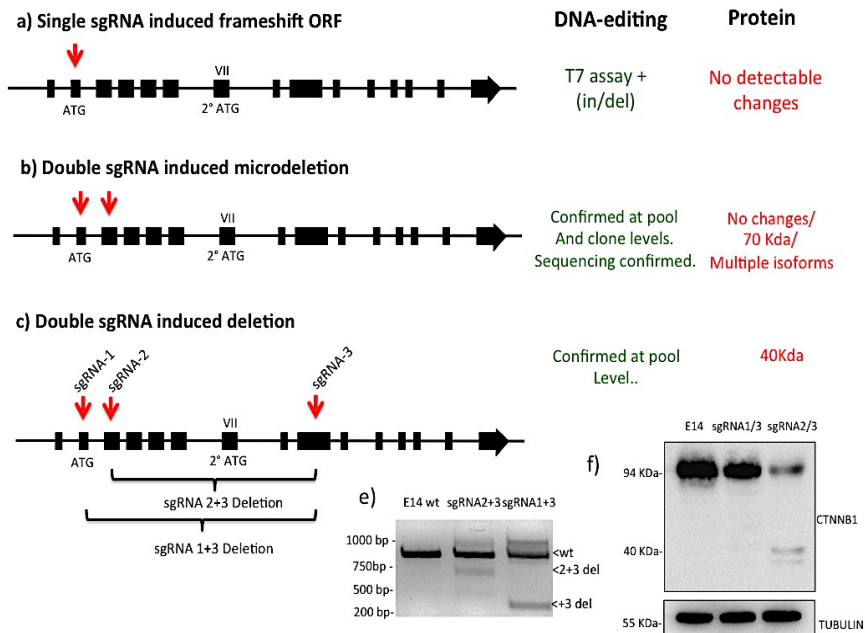 a) Single sgRNA induced frameshift ORF
DNA-editing
Protein
VII
ATG
2° ATG
T7 assay +
(in/del)
No detectable
changes
b) Double sgRNA induced microdeletion
VII
ATG
2° ATG
Confirmed at pool
And clone levels.
Sequencing confirmed.
No changes/
70 Kda/
Multiple isoforms
c) Double sgRNA induced deletion
sgRNA-1
sgRNA-2
sgRNA-3
VII
ATG
2° ATG
sgRNA 2+3 Deletion
sgRNA 1+3 Deletion
Confirmed at pool
Level..
40Kda
e)
E14 wt sgRNA2+3 sgRNA1+3
1000 bp -
750bp -
500 bp -
200 bp -
<wt
<2+3 del
<+3 del
f)
E14 sgRNA1/3 sgRNA2/3
94 KDa-
40 KDa-
CTNNB1
55 KDa-
TUBULIN